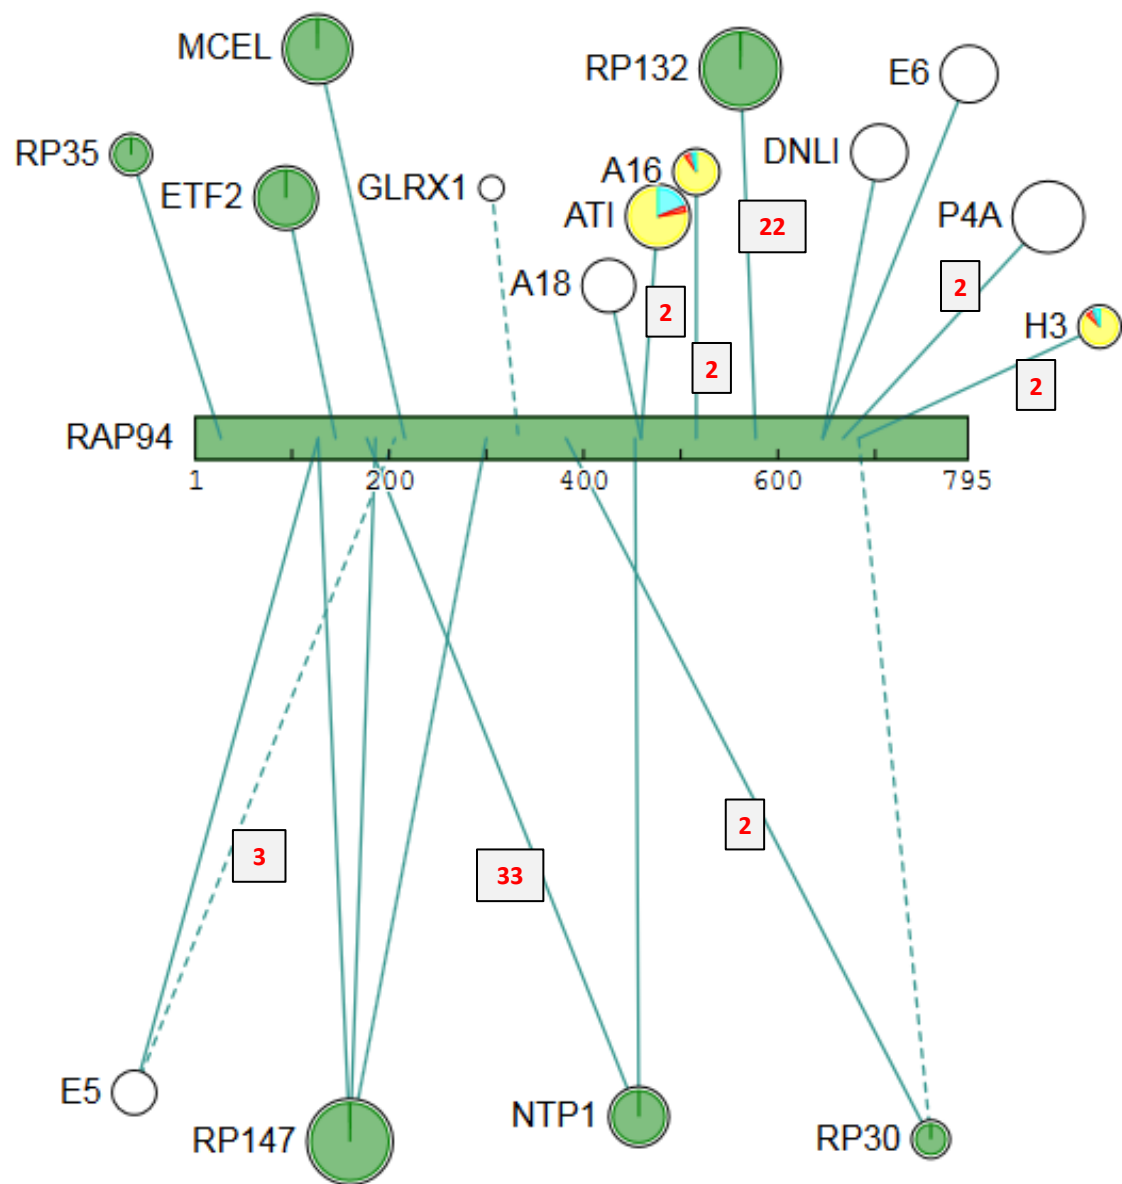 MCEL
RP132
E6
RP35
DNLI
A16
ETF2
GLRX1
ATI
P4A
22
A18
2
2
H3
2
2
RAP94
1
200
400
600
795
2
3
33
E5
NTP1
RP147
RP30